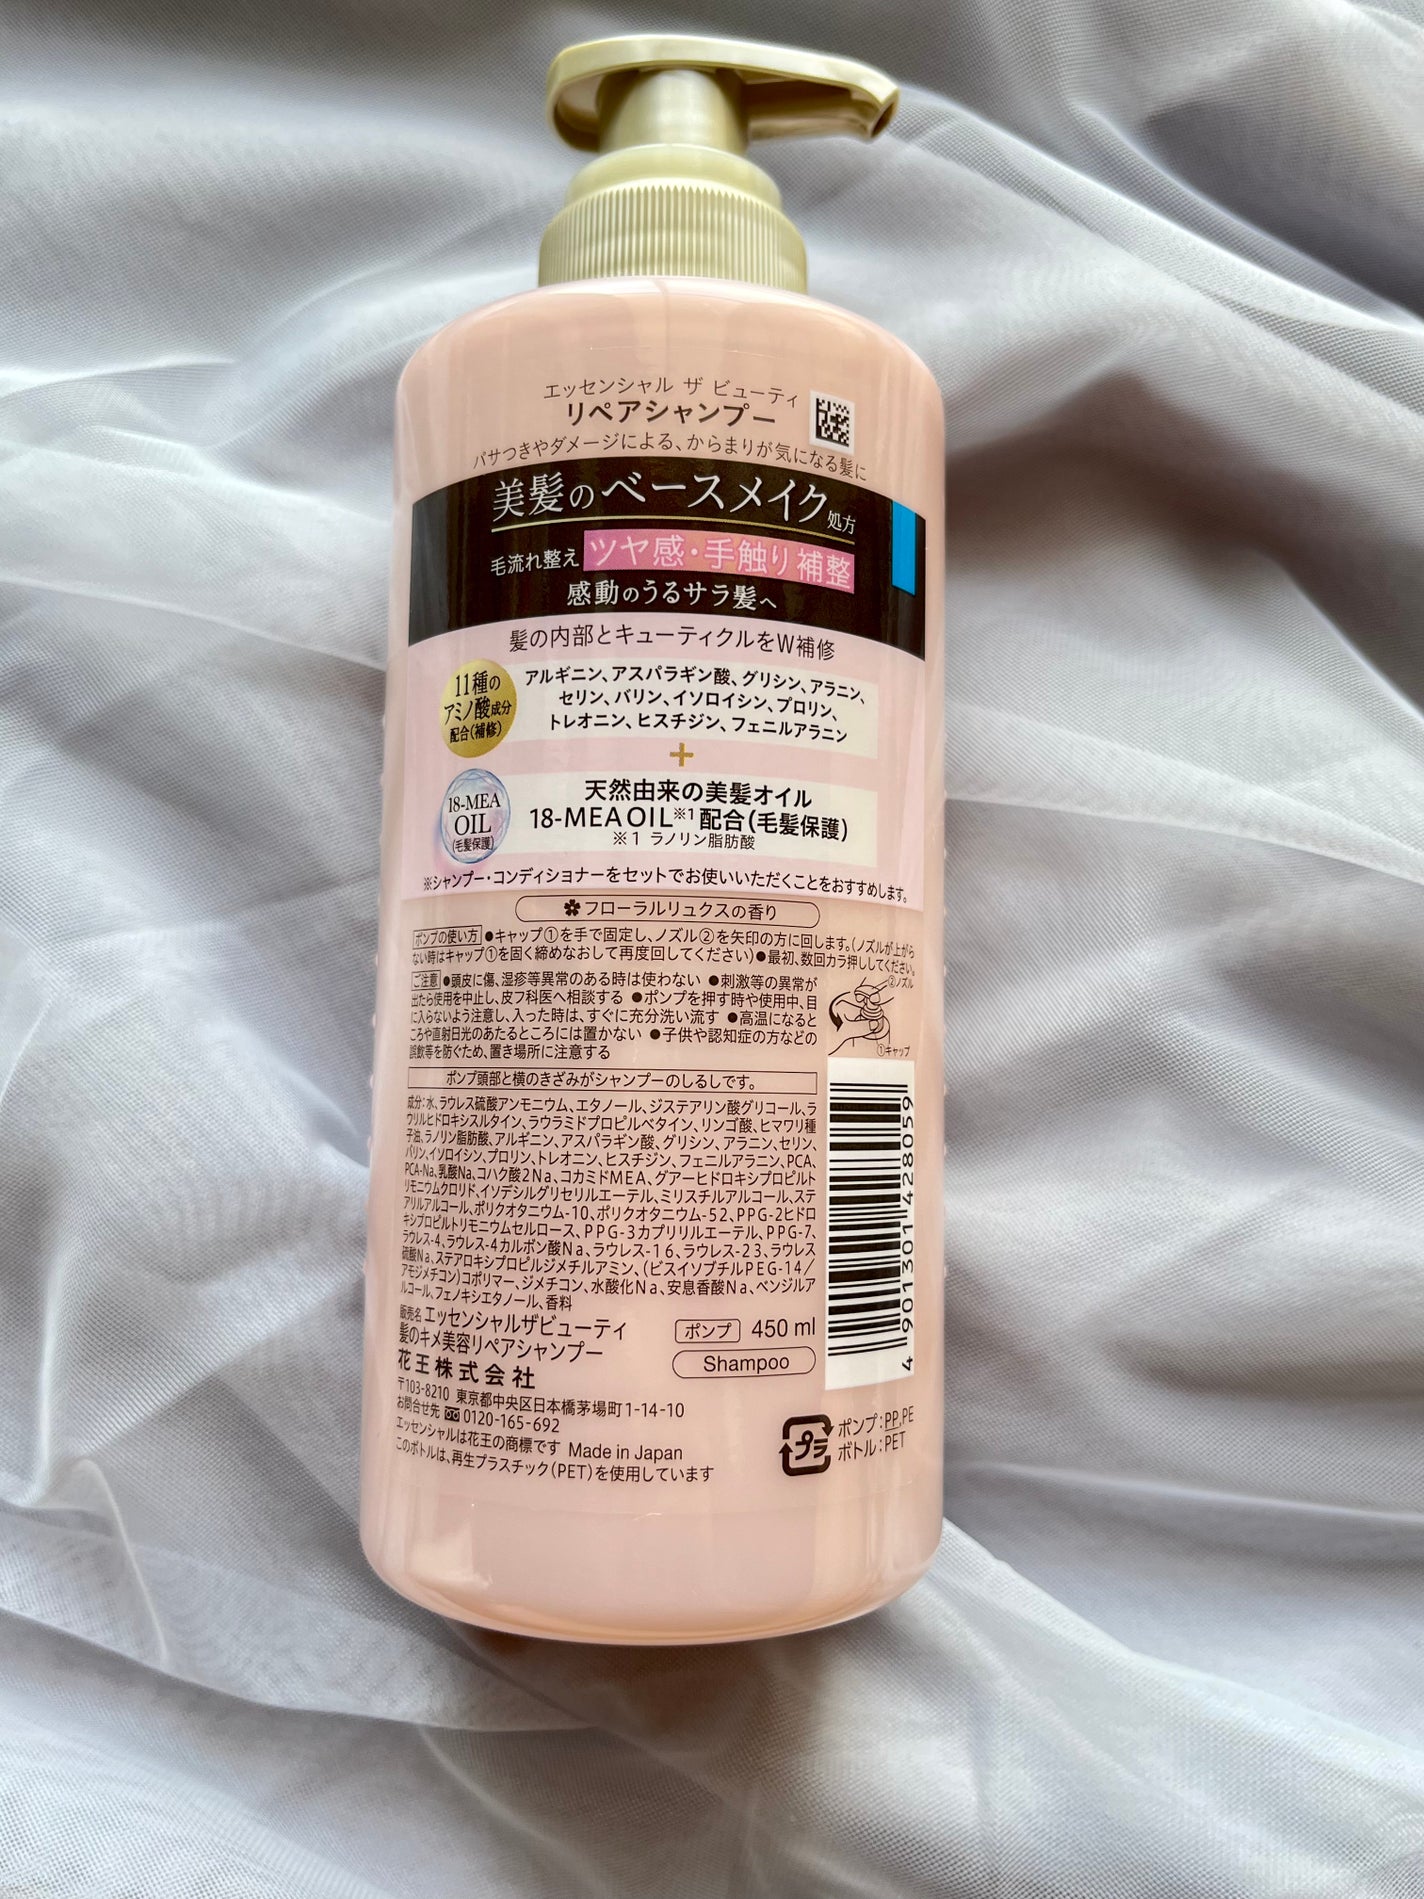 エッセンシャル ザ ビューティ
リペアシャンプー
パサつきやダメージによる、からまりが気になる髪に
美髪のベースメイク処方
毛流れ整え ツヤ感・手触り補整
感動のうるサラ髪へ
髪の内部とキューティクルをW補修
11種の
アミノ酸成分
配合(補修)
アルギニン、アスパラギン酸、グリシン、アラニン、
セリン、バリン、イソロイシン、プロリン、
トレオニン、ヒスチジン、フェニルアラニン
+
18-MEA
OIL
(毛髪保護)
天然由来の美髪オイル
18-MEA OIL※1 配合(毛髪保護)
※1 ラノリン脂肪酸
※シャンプー・コンディショナーをセットでお使いいただくことをおすすめします。
フローラルリュクスの香り
ポンプの使い方 ●キャップ①を手で固定し、ノズル②を矢印の方に回します。(ノズルが上がら
ない時はキャップ①を固く締めなおして再度回してください)●最初、数回カラ押ししてください。
ご注意 ●頭皮に傷、湿疹等異常のある時は使わない ●刺激等の異常が
出たら使用を中止し、皮フ科医へ相談する ●ポンプを押す時や使用中、目
に入らないよう注意し、入った時は、すぐに充分洗い流す ●高温になると
ころや直射日光のあたるところには置かない ●子供や認知症の方などの
誤飲等を防ぐため、置き場所に注意する
②ノズル
①キャップ
ポンプ頭部と横のきざみがシャンプーのしるしです。
成分:水、ラウレス硫酸アンモニウム、エタノール、ジステアリン酸グリコール、ラ
ウリルヒドロキシスルタイン、ラウラミドプロピルベタイン、リンゴ酸、ヒマワリ種
子油、ラノリン脂肪酸、アルギニン、アスパラギン酸、グリシン、アラニン、セリン、
バリン、イソロイシン、プロリン、トレオニン、ヒスチジン、フェニルアラニン、PCA、
PCA-Na、乳酸Na、コハク酸2Na、コカミドMEA、グアーヒドロキシプロピルト
リモニウムクロリド、イソデシルグリセリルエーテル、ミリスチルアルコール、ステ
アリルアルコール、ポリクオタニウム-10、ポリクオタニウム-52、PPG-2ヒドロ
キシプロピルトリモニウムセルロース、PPG-3カプリリルエーテル、PPG-7、
ラウレス-4、ラウレス-4カルボン酸Na、ラウレス-16、ラウレス-23、ラウレス
硫酸Na、ステアロキシプロピルジメチルアミン、(ビスイソブチルPEG-14/
アモジメチコン)コポリマー、ジメチコン、水酸化Na、安息香酸Na、ベンジルア
ルコール、フェノキシエタノール、香料
販売名 エッセンシャルザビューティ
髪のキメ美容リペアシャンプー
ポンプ 450 ml
Shampoo
花王株式会社
〒103-8210 東京都中央区日本橋茅場町1-14-10
お問合せ先 0120-165-692
エッセンシャルは花王の商標です Made in Japan
このボトルは、再生プラスチック(PET)を使用しています
4 901301 428059
プラ
ポンプ:PP,PE
ボトル:PET